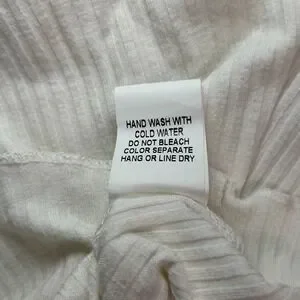 HAND WASH WITH
COLD WATER
DO NOT BLEACH
COLOR SEPARATE
HANG OR LINE DRY